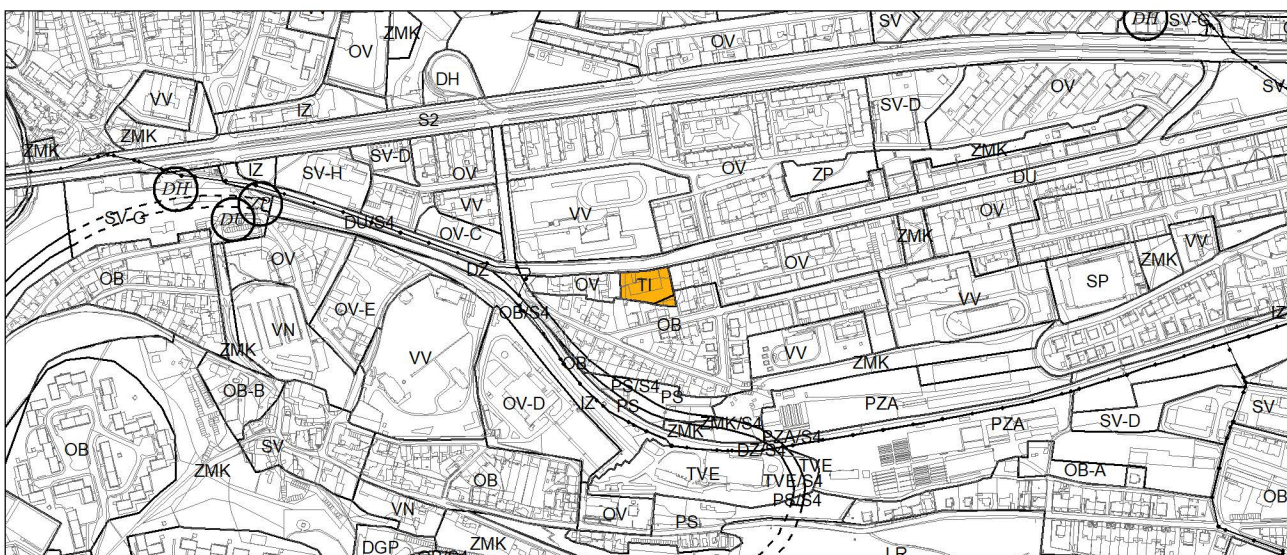 DH
SV-G
SV
OV
ZMK
OV
DH
VV
IZ
S2
OV
SV-D
ZMK
ZMK
ZMK
SV-D
OV
IZ
SV-H
OV
ZP
DU
DH
SV-G
VV
DU/S4
VV
OV
OV-C
ZMK
VV
OV
DZ
OV
TI
OV
ZMK
SP
OB
OV-E
VN
OB/S4
OB
VV
IZ
ZMK
VV
OB
VV
ZMK
OB-B
PS/S4
PS
OV-D
IZ
PS
PZA
SV
SV-D
PZA
ZMK/S4
ZMK
PZA/S4
DZ/S4
OB
SV
ZMK
TVE
TVE
TVE/S4
PS/S4
OB-A
OB
OB
VN
OV
PS
DGP
ZMK